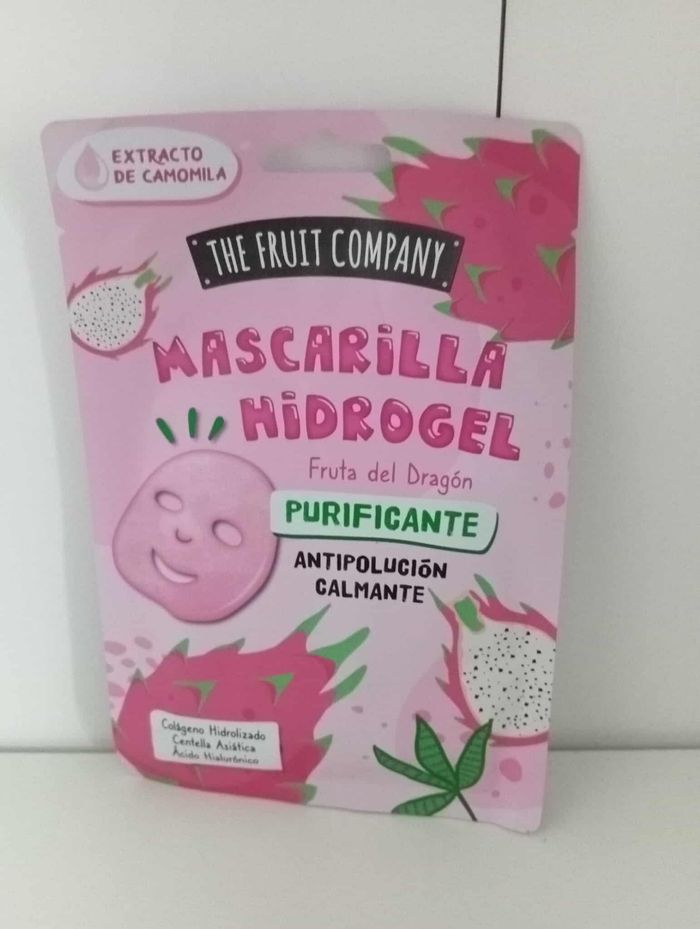 EXTRACTO
DE CAMOMILA
THE FRUIT COMPANY
MASCARiLLA
HiDROGEL
Fruta del Dragón
PURIFICANTE
ANTIPOLUCIÓN
CALMANTE
Colágeno Hidrolizado
Centella Asiática
Ácido Hialurónico